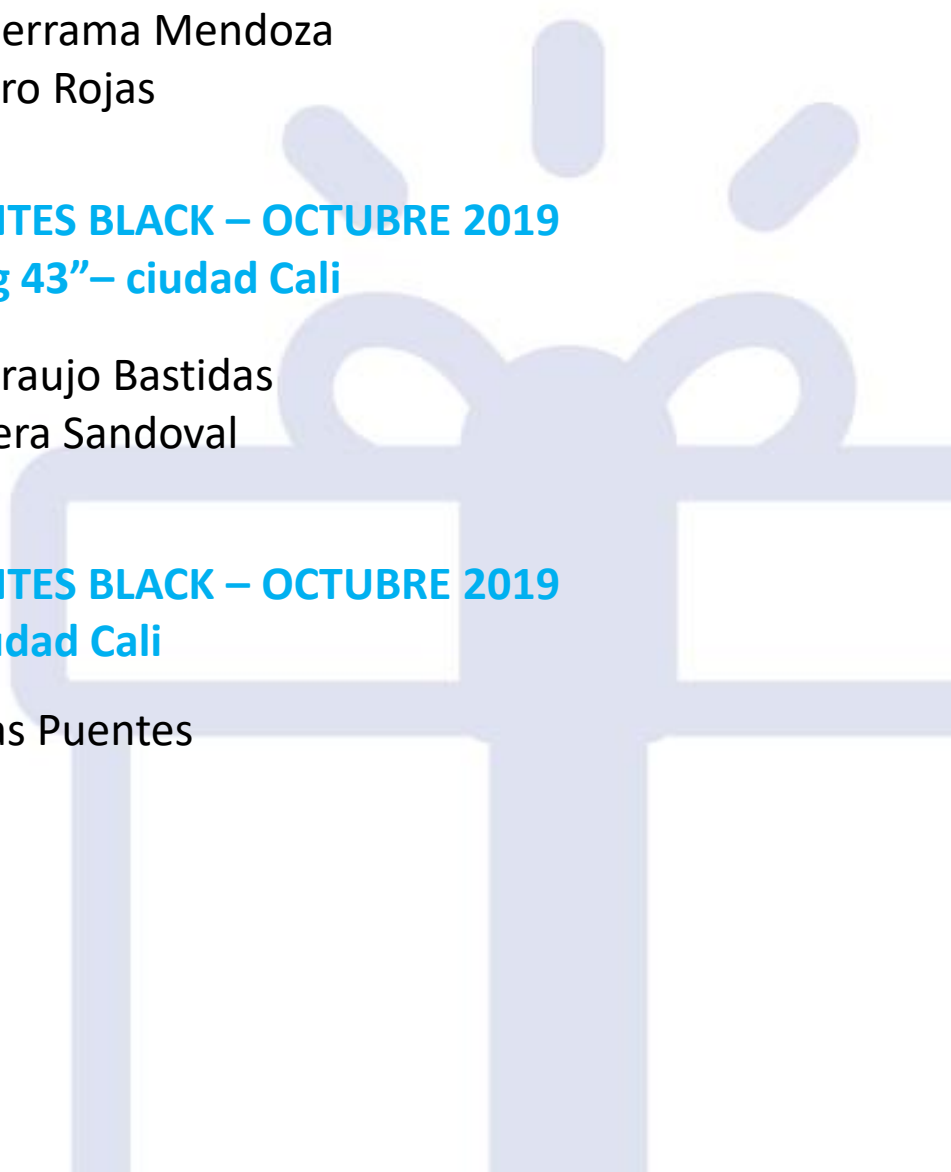 errama Mendoza
ro Rojas
ITES BLACK – OCTUBRE 2019
g 43”– ciudad Cali
raujo Bastidas
era Sandoval
ITES BLACK – OCTUBRE 2019
udad Cali
as Puentes